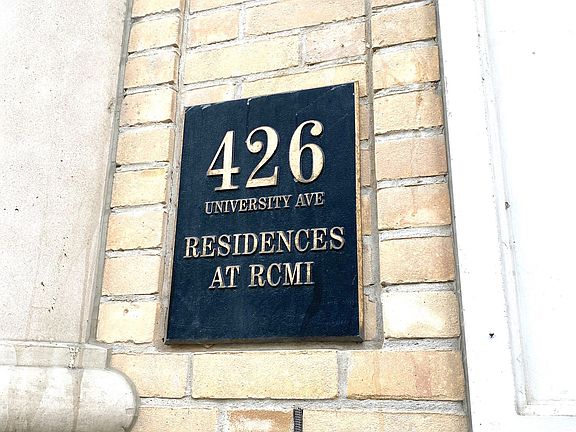 426
UNIVERSITY AVE
RESIDENCES
AT RCMI